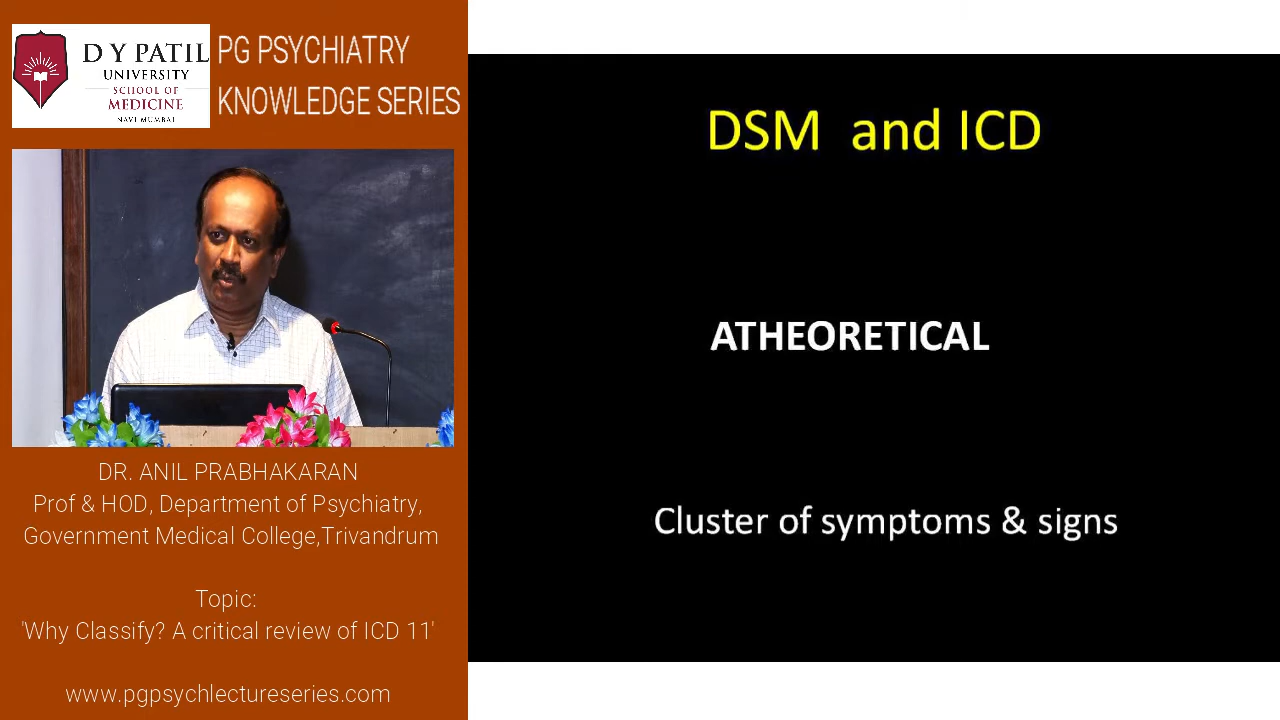 D Y PATIL
UNIVERSITY
SCHOOL OF
MEDICINE
NAVI MUMBAI
PG PSYCHIATRY
KNOWLEDGE SERIES
DR. ANIL PRABHAKARAN
Prof & HOD, Department of Psychiatry,
Government Medical College,Trivandrum
Topic:
'Why Classify? A critical review of ICD 11'
www.pgpsychlectureseries.com
DSM and ICD
ATHEORETICAL
Cluster of symptoms & signs